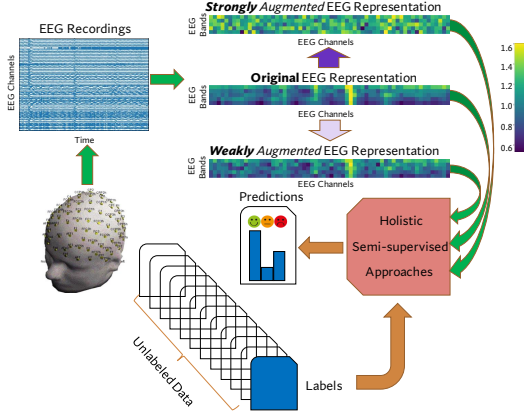 Strongly Augmented EEG Representation
EEG Recordings
EEG
Bands
EEG Channels
EEG Channels
Original EEG Representation
EEG
Bands
EEG Channels
Time
Weakly Augmented EEG Representation
EEG
Bands
EEG Channels
1.6
1.4
1.2
1.0
0.8
0.6
Predictions
Holistic
Semi-supervised
Approaches
Unlabeled Data
Labels